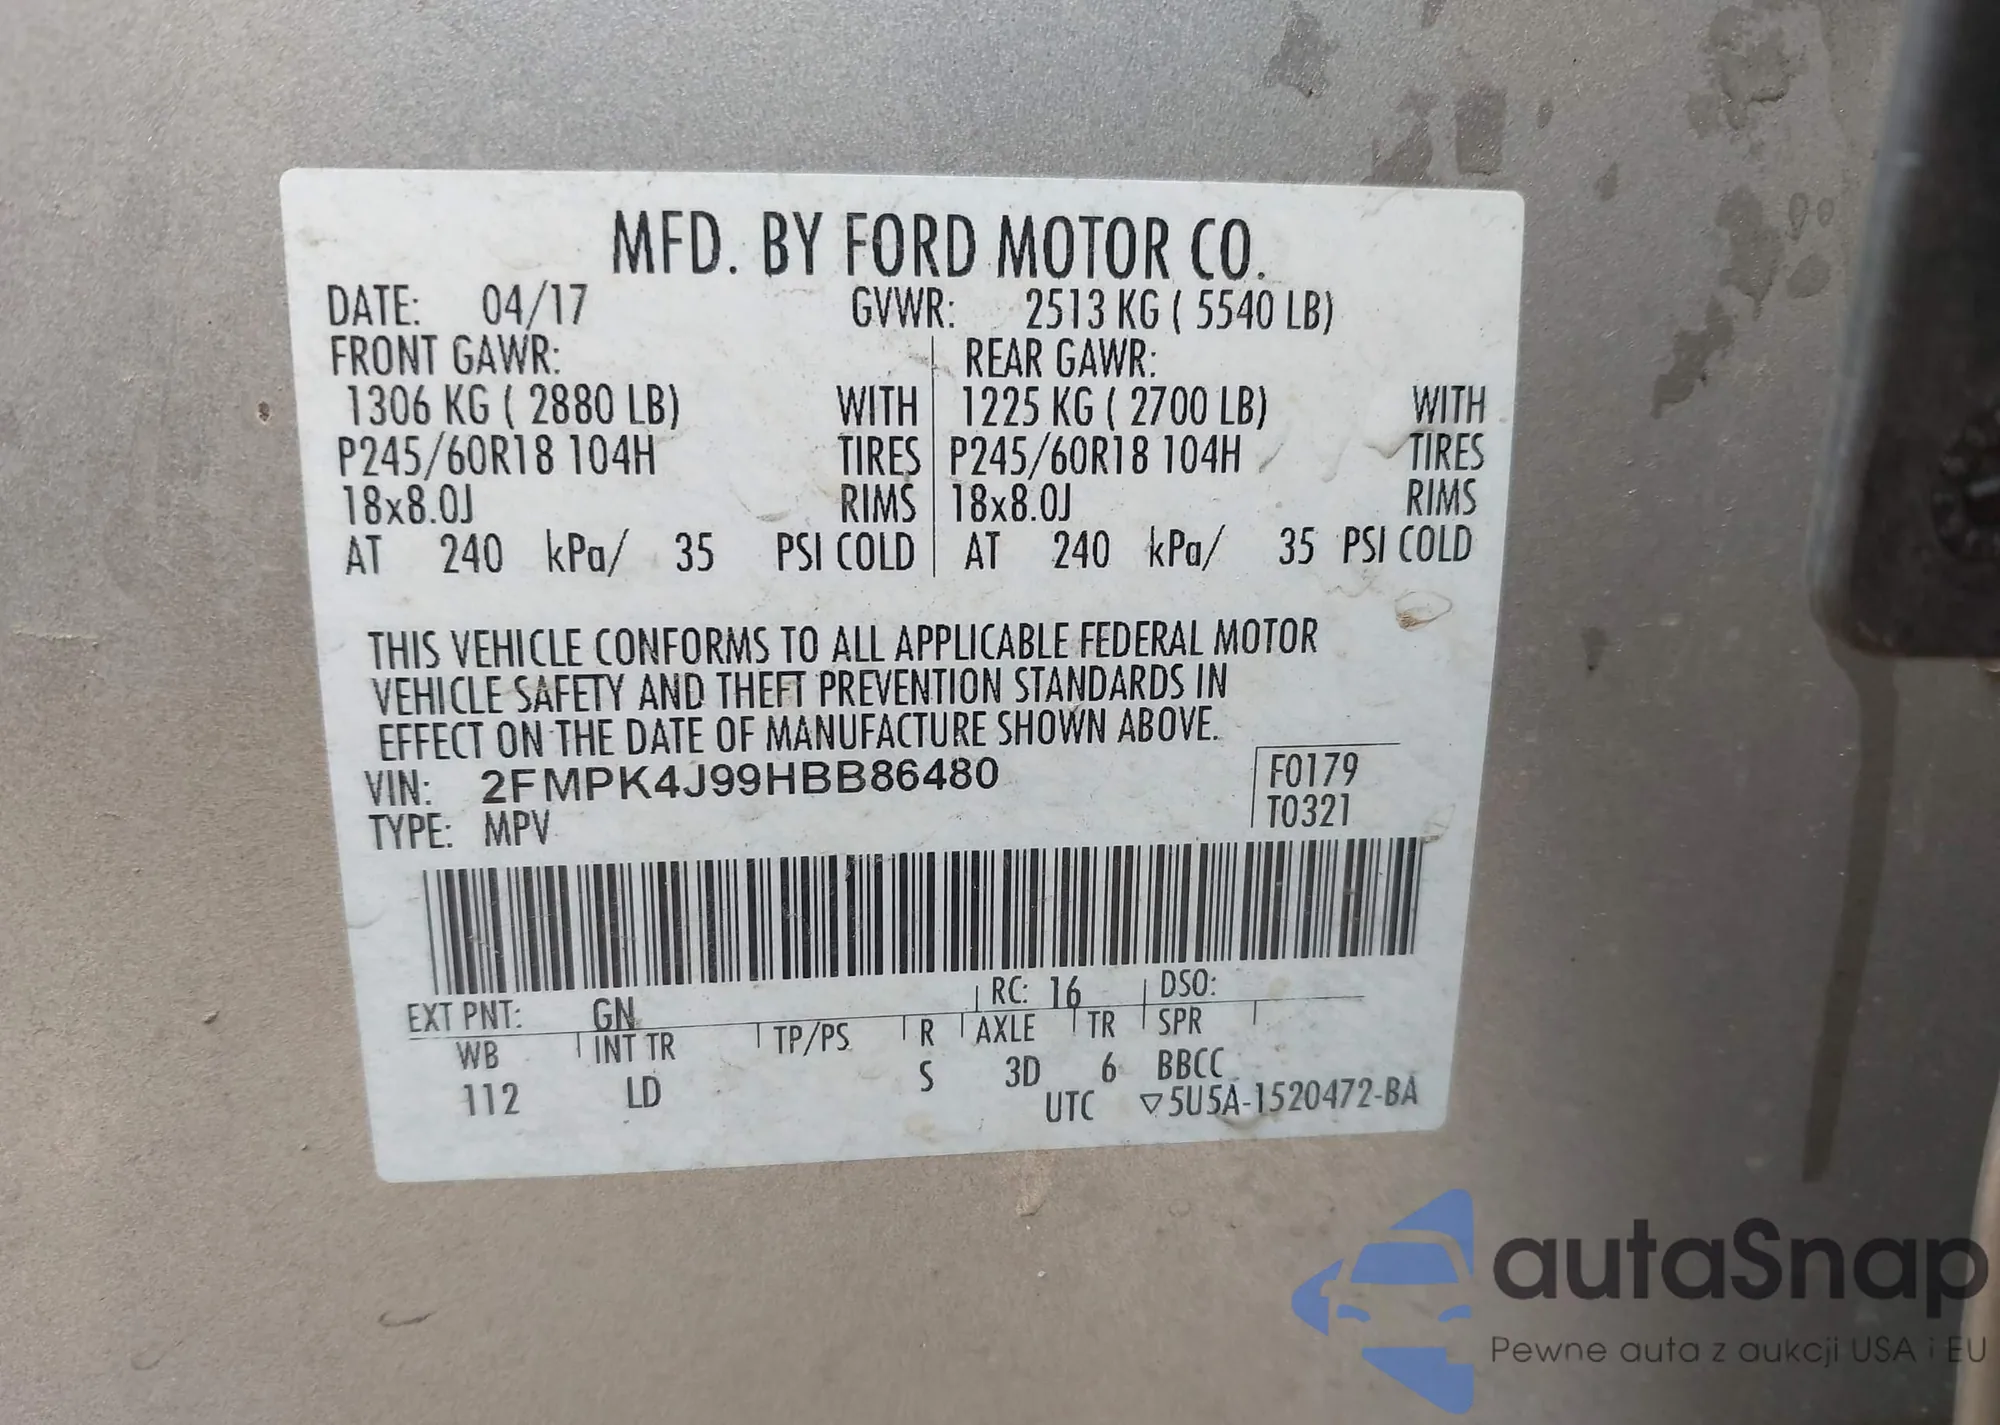 MFD. BY FORD MOTOR CO.
DATE: 04/17 GVWR: 2513 KG ( 5540 LB)
FRONT GAWR: REAR GAWR:
1306 KG ( 2880 LB) WITH 1225 KG ( 2700 LB) WITH
P245/60R18 104H TIRES P245/60R18 104H TIRES
18x8.0J RIMS 18x8.0J RIMS
AT 240 kPa/ 35 PSI COLD AT 240 kPa/ 35 PSI COLD
THIS VEHICLE CONFORMS TO ALL APPLICABLE FEDERAL MOTOR
VEHICLE SAFETY AND THEFT PREVENTION STANDARDS IN
EFFECT ON THE DATE OF MANUFACTURE SHOWN ABOVE.
VIN: 2FMPK4J99HBB86480 F0179
TYPE: MPV T0321
EXT PNT: GN RC: 16 DSO:
WB INT TR TP/PS R AXLE TR SPR
112 LD S 3D 6 BBCC
UTC ▽5U5A-1520472-BA
autaSnap
Pewne auta z aukcji USA i EU